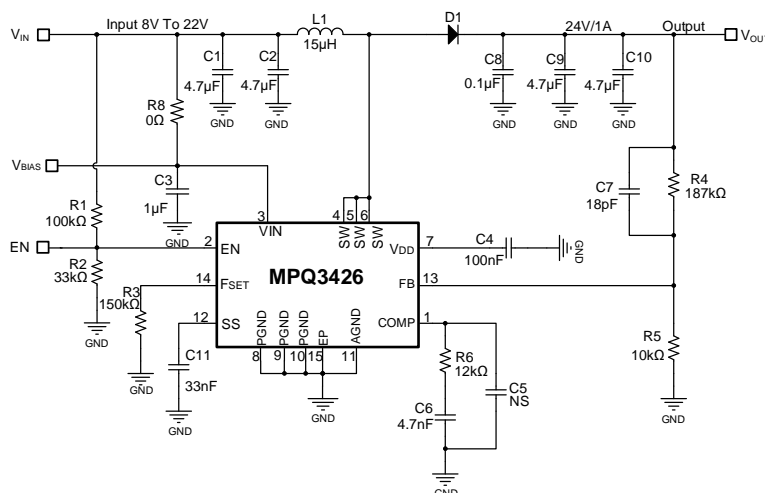 Input 8V To 22V
L1
15µH
D1
24V/1A
Output
VIN
VOUT
C1
4.7µF
GND
C2
4.7µF
GND
C8
0.1µF
GND
C9
4.7µF
GND
C10
4.7µF
GND
R8
0Ω
VBIAS
C3
1µF
GND
R1
100kΩ
EN
R2
33kΩ
GND
3
VIN
4
5
6
SW
SW
SW
C7
18pF
R4
187kΩ
2
EN
VDD
7
C4
100nF
GND
MPQ3426
14
FSET
FB
13
R3
150kΩ
GND
12
SS
COMP
1
C11
33nF
GND
PGND
PGND
PGND
EP
AGND
8
9
10
15
11
GND
R6
12kΩ
C5
NS
C6
4.7nF
GND
R5
10kΩ
GND